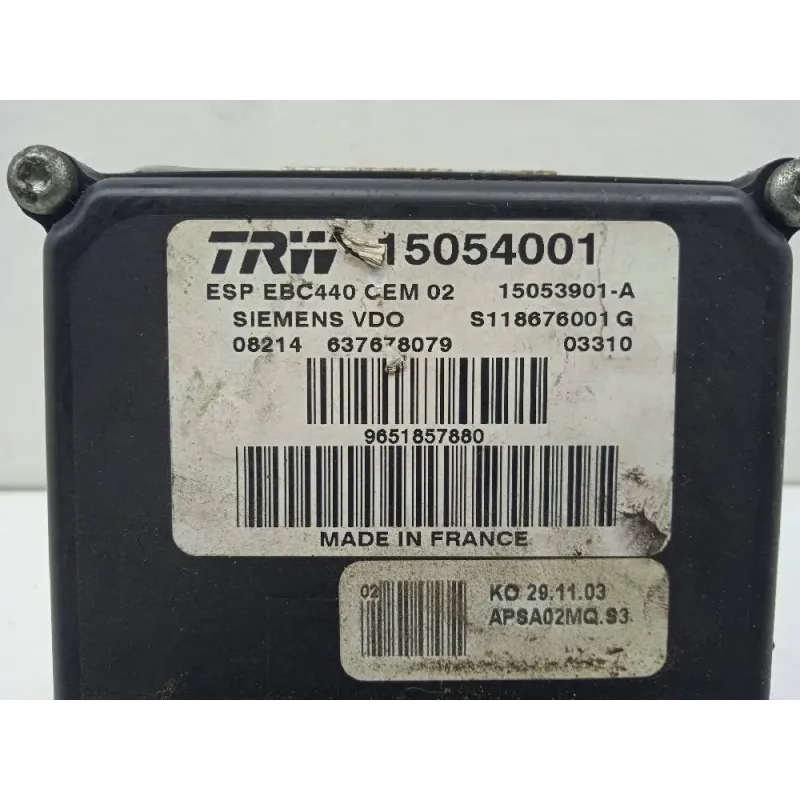 TRW 15054001
ESP EBC440 CEM 02 15053901-A
SIEMENS VDO S118676001G
08214 637678079 03310
9651857880
MADE IN FRANCE
02 KO 29.11.03
APSA02MQ.S3